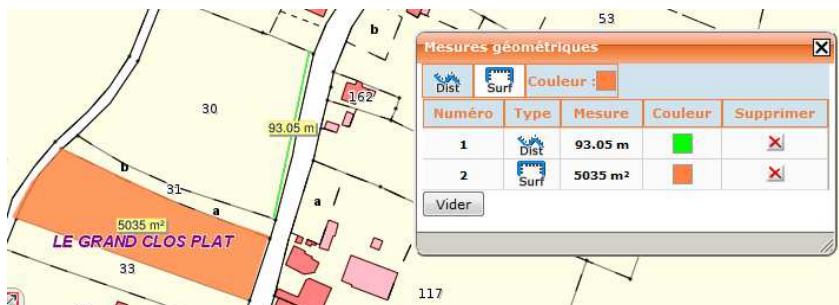 53
b
162
30
93.05 m
b
31
a
a
5035 m²
LE GRAND CLOS PLAT
33
117
Mesures géométriques
Dist Surf Couleur :
Numéro Type Mesure Couleur Supprimer
1 Dist 93.05 m
2 Surf 5035 m²
Vider